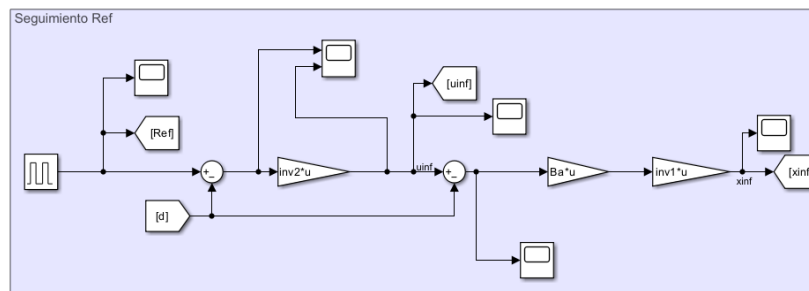 Seguimiento Ref
[uinf]
[Ref]
+
-
inv2*u
uinf
+
-
Ba*u
inv1*u
xinf
[xinf
[d]